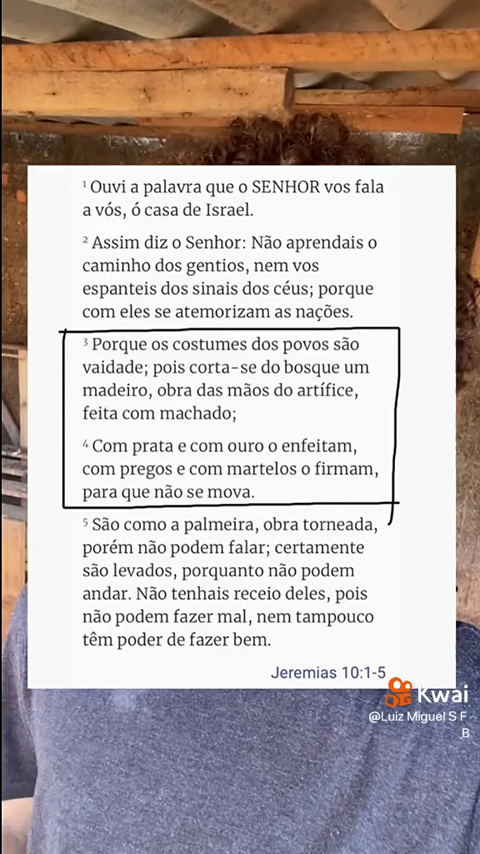 ¹ Ouvi a palavra que o SENHOR vos fala
a vós, ó casa de Israel.
² Assim diz o Senhor: Não aprendais o
caminho dos gentios, nem vos
espanteis dos sinais dos céus; porque
com eles se atemorizam as nações.
³ Porque os costumes dos povos são
vaidade; pois corta-se do bosque um
madeiro, obra das mãos do artífice,
feita com machado;
⁴ Com prata e com ouro o enfeitam,
com pregos e com martelos o firmam,
para que não se mova.
⁵ São como a palmeira, obra torneada,
porém não podem falar; certamente
são levados, porquanto não podem
andar. Não tenhais receio deles, pois
não podem fazer mal, nem tampouco
têm poder de fazer bem.
Jeremias 10:1-5
Kwai
@Luiz Miguel S F
B